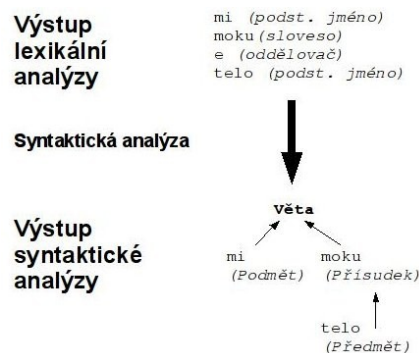 Výstup
lexikální
analýzy
mi (podst. jméno)
moku (sloveso)
e (oddělovač)
telo (podst. jméno)
Syntaktická analýza
Výstup
syntaktické
analýzy
Věta
mi
(Podmět)
moku
(Přísudek)
telo
(Předmět)